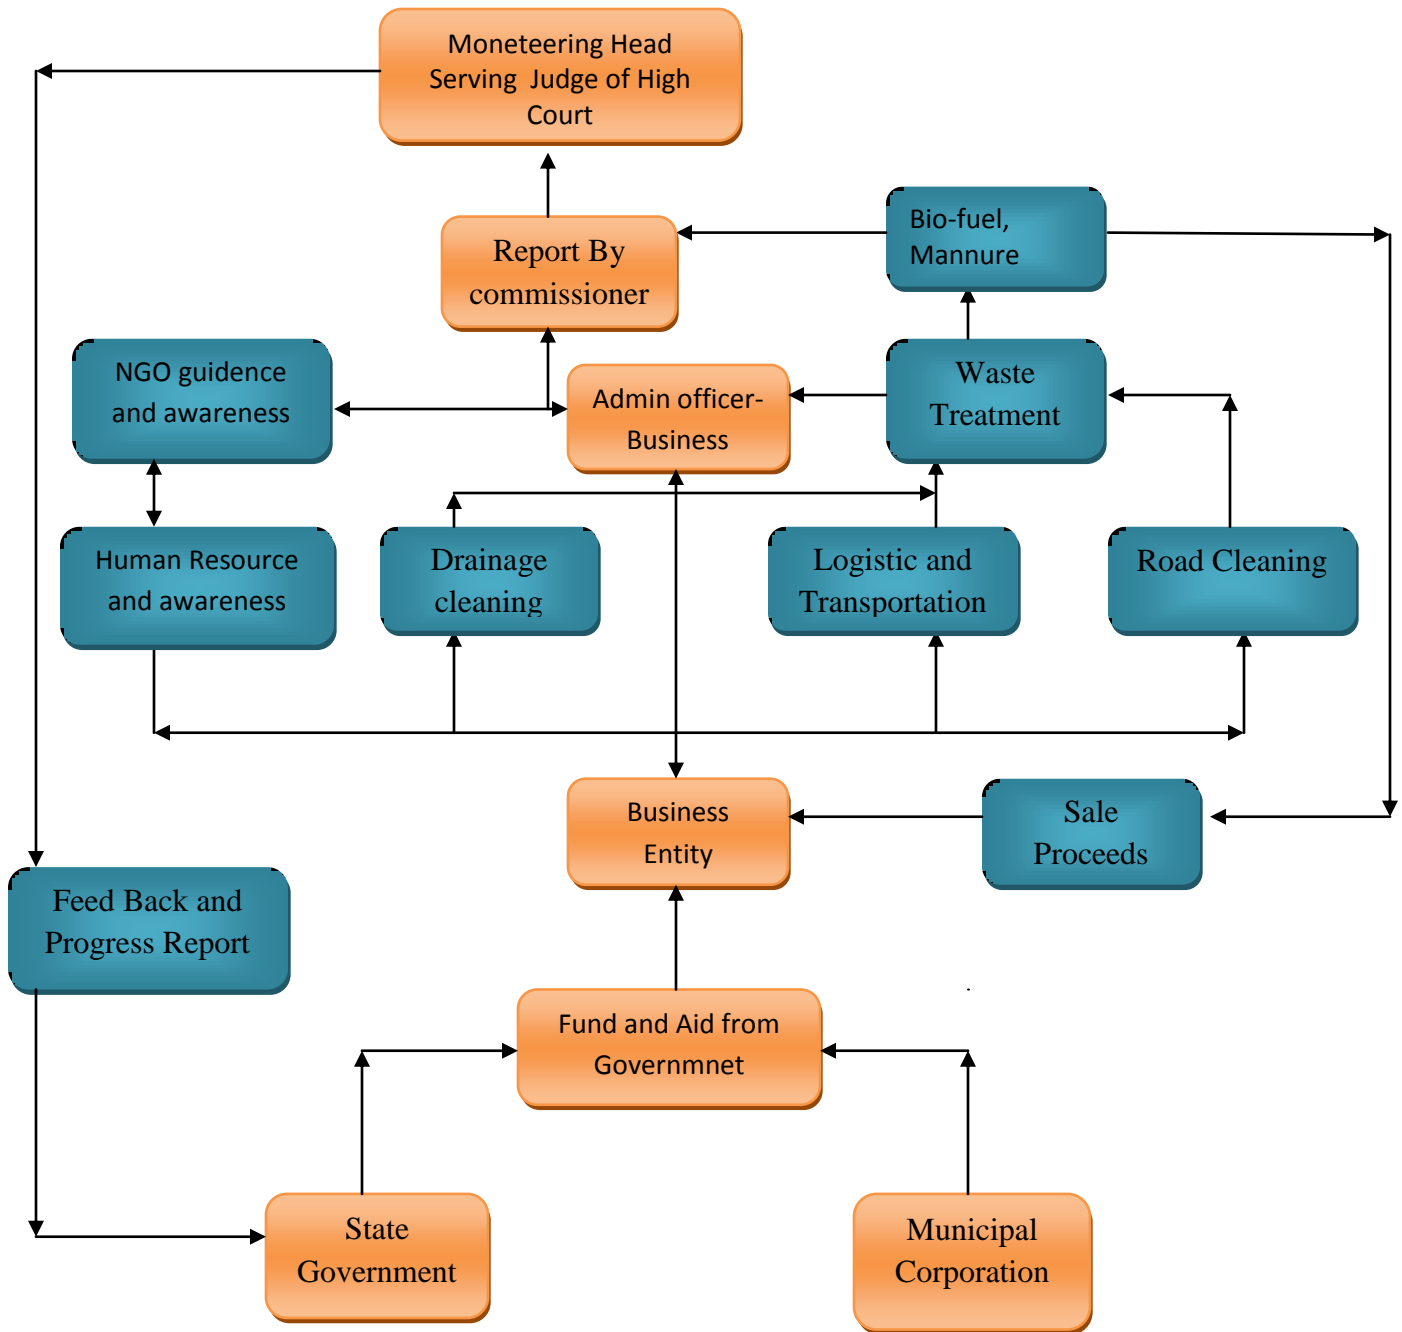 Moneteering Head
Serving Judge of High
Court
Bio-fuel,
Mannure
Report By
commissioner
NGO guidence
and awareness
Admin officer-
Business
Waste
Treatment
Human Resource
and awareness
Drainage
cleaning
Logistic and
Transportation
Road Cleaning
Business
Entity
Sale
Proceeds
Feed Back and
Progress Report
Fund and Aid from
Governmnet
State
Government
Municipal
Corporation